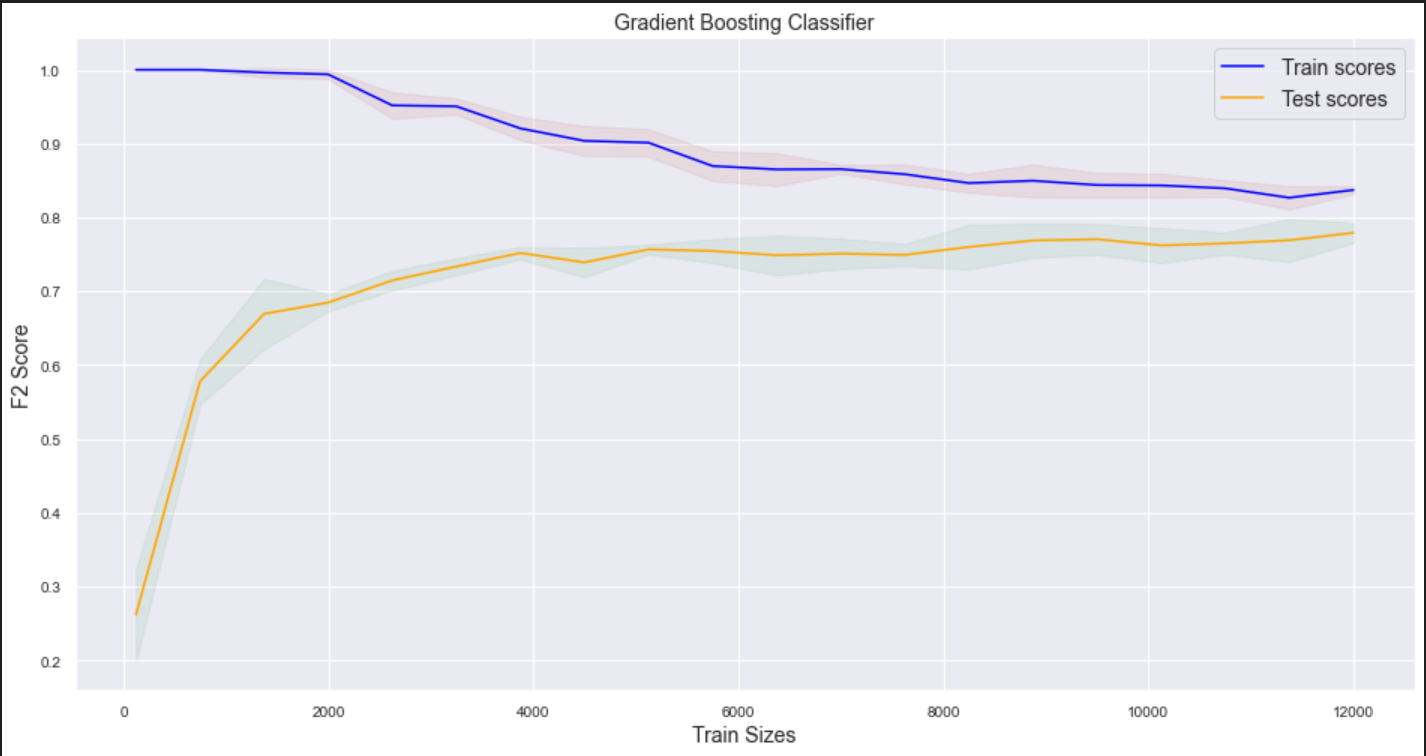 Gradient Boosting Classifier
Train scores
Test scores
1.0
0.9
0.8
0.7
0.6
0.5
0.4
0.3
0.2
F2 Score
0 2000 4000 6000 8000 10000 12000
Train Sizes